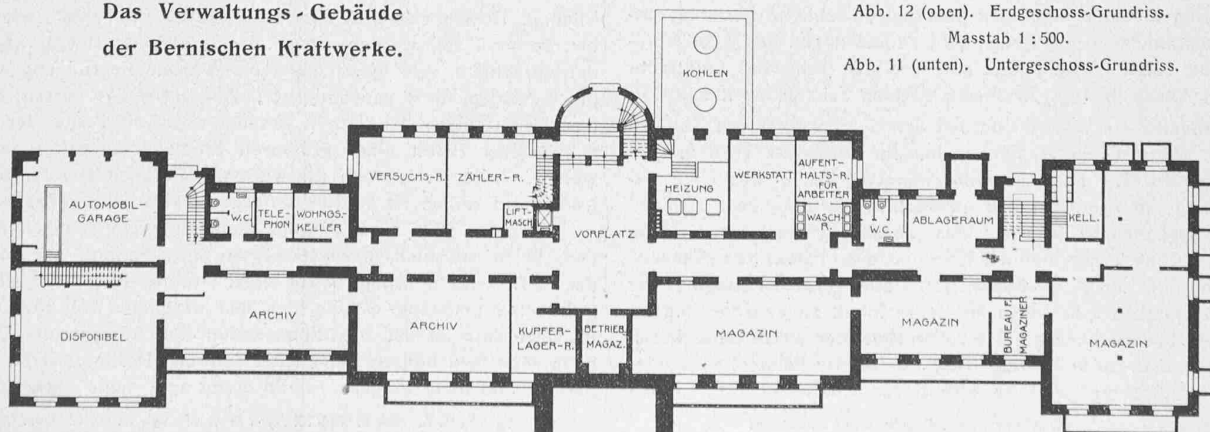 Das Verwaltungs-Gebäude
der Bernischen Kraftwerke.
Abb. 12 (oben). Erdgeschoss-Grundriss.
Masstab 1 : 500.
Abb. 11 (unten). Untergeschoss-Grundriss.
KOHLEN
AUTOMOBIL-
GARAGE
W.C.
TELE-
PHON
WOHNGS.-
KELLER
VERSUCHS-R.
ZÄHLER-R.
LIFT-
MASCH.
VORPLATZ
HEIZUNG
WERKSTATT
AUFENT-
HALTS-R.
FÜR
ARBEITER
WASCH-
R.
W.C.
ABLAGERAUM
KELL.
DISPONIBEL
ARCHIV
ARCHIV
KUPFER-
LAGER-R.
BETRIEB
MAGAZ.
MAGAZIN
MAGAZIN
BUREAU F.
MAGAZINER
MAGAZIN